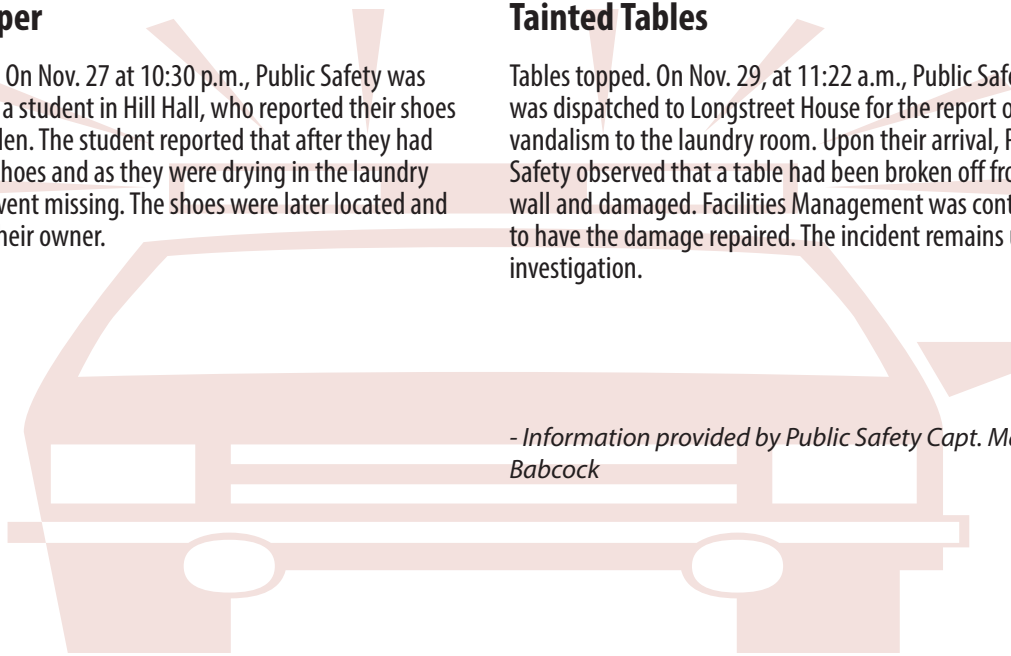 per
On Nov. 27 at 10:30 p.m., Public Safety was
a student in Hill Hall, who reported their shoes
len. The student reported that after they had
hoes and as they were drying in the laundry
went missing. The shoes were later located and
heir owner.
Tainted Tables
Tables topped. On Nov. 29, at 11:22 a.m., Public Safe
was dispatched to Longstreet House for the report o
vandalism to the laundry room. Upon their arrival, P
Safety observed that a table had been broken off fro
wall and damaged. Facilities Management was cont
to have the damage repaired. The incident remains u
investigation.
- Information provided by Public Safety Capt. Ma
Babcock